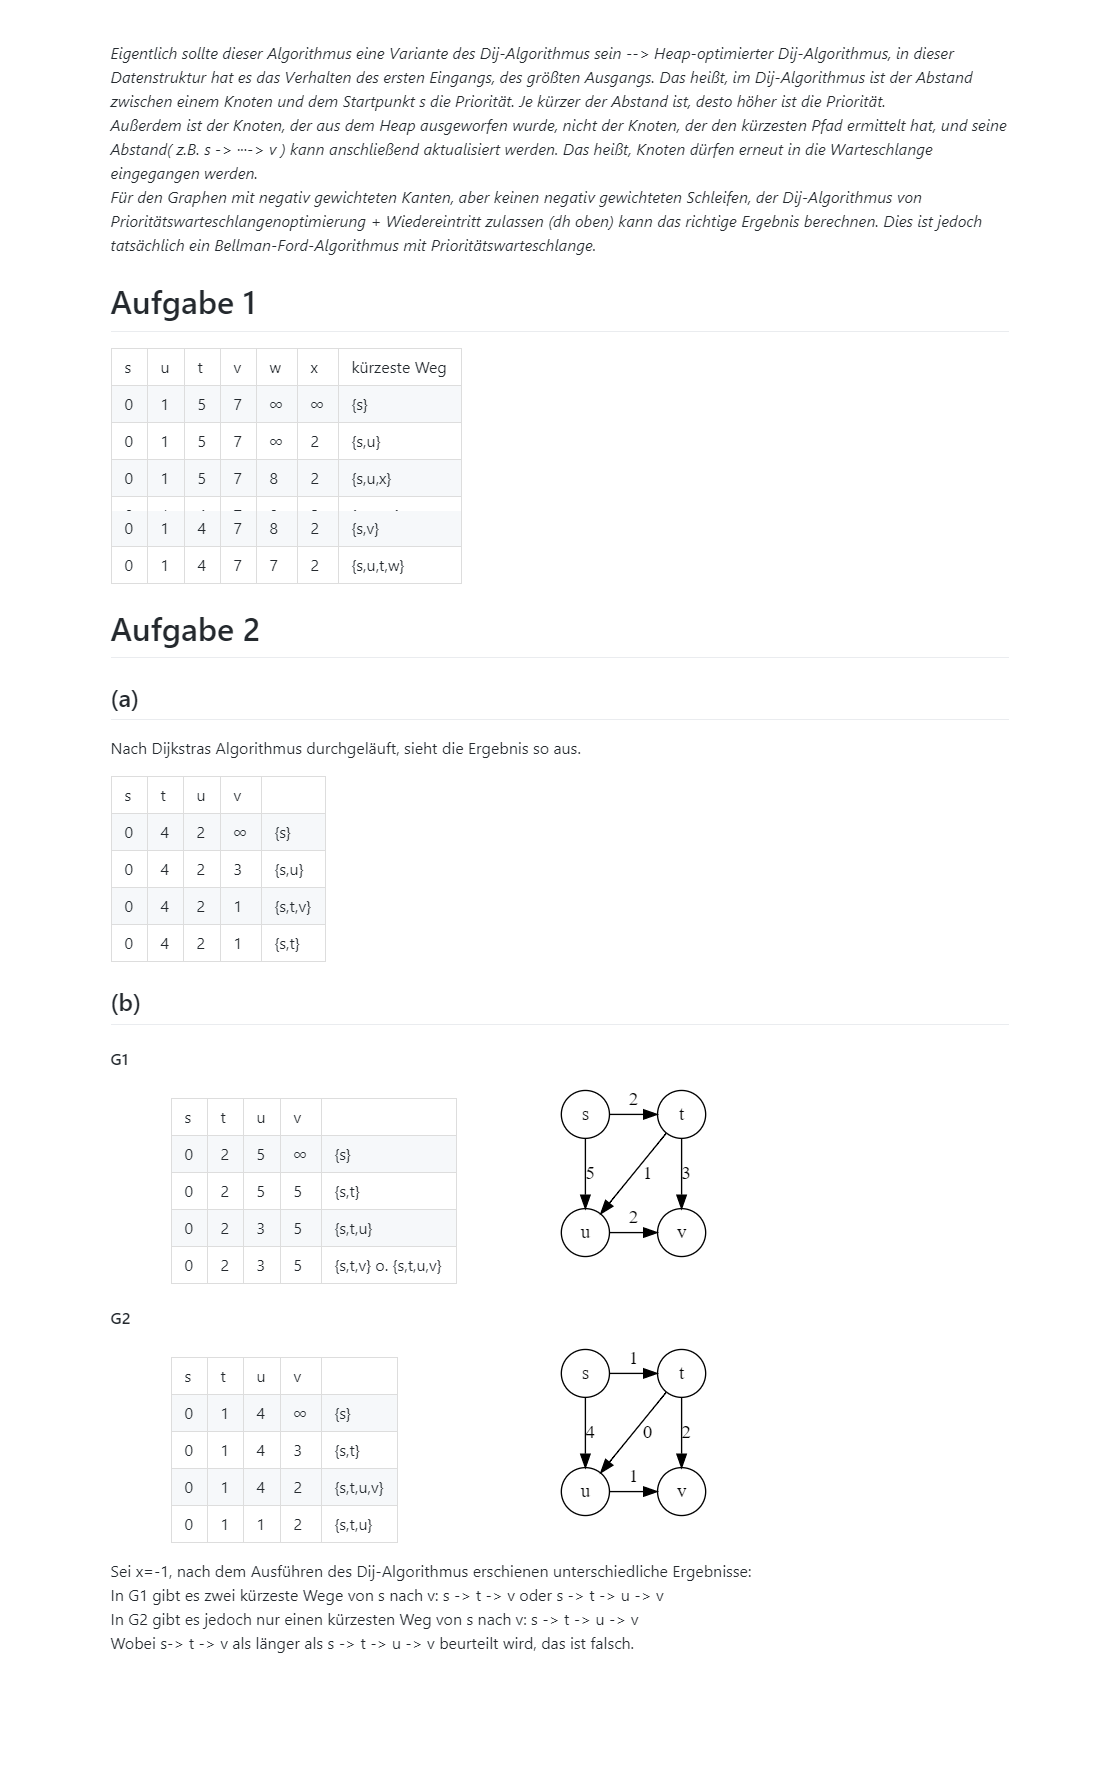 Eigentlich sollte dieser Algorithmus eine Variante des Dij-Algorithmus sein --> Heap-optimierter Dij-Algorithmus, in dieser
Datenstruktur hat es das Verhalten des ersten Eingangs, des größten Ausgangs. Das heißt, im Dij-Algorithmus ist der Abstand
zwischen einem Knoten und dem Startpunkt s die Priorität. Je kürzer der Abstand ist, desto höher ist die Priorität.
Außerdem ist der Knoten, der aus dem Heap ausgeworfen wurde, nicht der Knoten, der den kürzesten Pfad ermittelt hat, und seine
Abstand( z.B. s -> ···-> v ) kann anschließend aktualisiert werden. Das heißt, Knoten dürfen erneut in die Warteschlange
eingegangen werden.
Für den Graphen mit negativ gewichteten Kanten, aber keinen negativ gewichteten Schleifen, der Dij-Algorithmus von
Prioritätswarteschlangenoptimierung + Wiedereintritt zulassen (dh oben) kann das richtige Ergebnis berechnen. Dies ist jedoch
tatsächlich ein Bellman-Ford-Algorithmus mit Prioritätswarteschlange.
Aufgabe 1
s u t v w x kürzeste Weg
0 1 5 7 ∞ ∞ {s}
0 1 5 7 ∞ 2 {s,u}
0 1 5 7 8 2 {s,u,x}
0 1 4 7 8 2 {s,v}
0 1 4 7 7 2 {s,u,t,w}
Aufgabe 2
(a)
Nach Dijkstras Algorithmus durchgeläuft, sieht die Ergebnis so aus.
s t u v
0 4 2 ∞ {s}
0 4 2 3 {s,u}
0 4 2 1 {s,t,v}
0 4 2 1 {s,t}
(b)
G1
s t u v
0 2 5 ∞ {s}
0 2 5 5 {s,t}
0 2 3 5 {s,t,u}
0 2 3 5 {s,t,v} o. {s,t,u,v}
s 2 t
5 1 3
u 2 v
G2
s t u v
0 1 4 ∞ {s}
0 1 4 3 {s,t}
0 1 4 2 {s,t,u,v}
0 1 1 2 {s,t,u}
s 1 t
4 0 2
u 1 v
Sei x=-1, nach dem Ausführen des Dij-Algorithmus erschienen unterschiedliche Ergebnisse:
In G1 gibt es zwei kürzeste Wege von s nach v: s -> t -> v oder s -> t -> u -> v
In G2 gibt es jedoch nur einen kürzesten Weg von s nach v: s -> t -> u -> v
Wobei s-> t -> v als länger als s -> t -> u -> v beurteilt wird, das ist falsch.